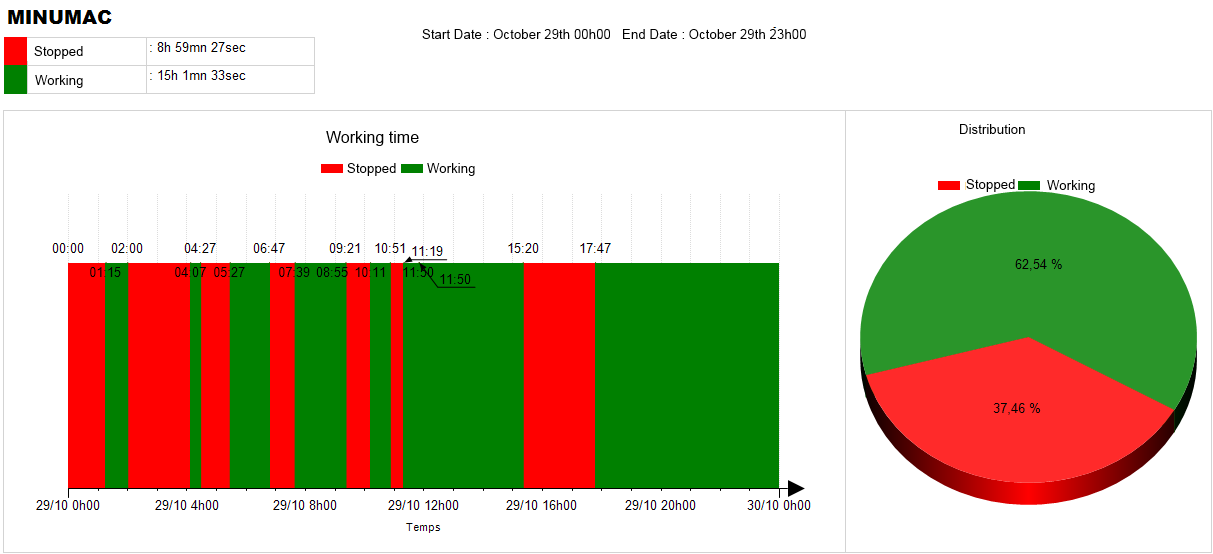 MINUMAC
Start Date : October 29th 00h00 End Date : October 29th 23h00
Stopped : 8h 59mn 27sec
Working : 15h 1mn 33sec
Working time
Stopped Working
00:00 02:00 04:27 06:47 09:21 10:51 11:19 15:20 17:47
01:15 04:07 05:27 07:39 08:55 10:11 11:50 11:50
29/10 0h00 29/10 4h00 29/10 8h00 29/10 12h00 29/10 16h00 29/10 20h00 30/10 0h00
Temps
Distribution
Stopped Working
62,54 %
37,46 %